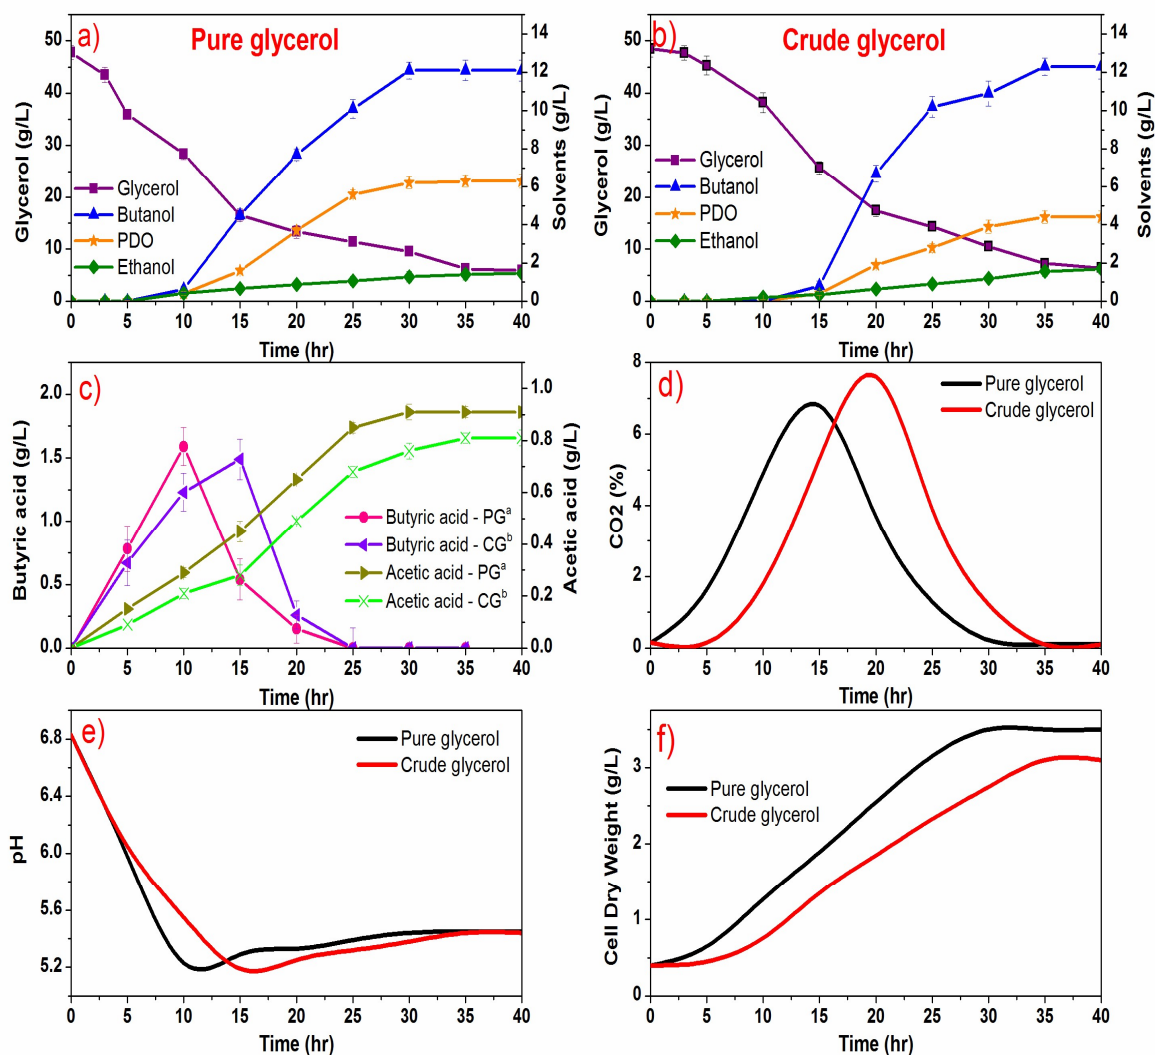 a)
Pure glycerol
Glycerol (g/L)
50
40
30
20
10
0
14
12
10
8
6
4
2
0
Solvents (g/L)
Glycerol
Butanol
PDO
Ethanol
0 5 10 15 20 25 30 35 40
Time (hr)
b)
Crude glycerol
Glycerol (g/L)
50
40
30
20
10
0
14
12
10
8
6
4
2
0
Solvents (g/L)
Glycerol
Butanol
PDO
Ethanol
0 5 10 15 20 25 30 35 40
Time (hr)
c)
Butyric acid (g/L)
2.0
1.5
1.0
0.5
0.0
1.0
0.8
0.6
0.4
0.2
0.0
Acetic acid (g/L)
Butyric acid - PGᵃ
Butyric acid - CGᵇ
Acetic acid - PGᵃ
Acetic acid - CGᵇ
0 5 10 15 20 25 30 35 40
Time (hr)
d)
CO2 (%)
8
6
4
2
0
Pure glycerol
Crude glycerol
0 5 10 15 20 25 30 35 40
Time (hr)
e)
pH
6.8
6.0
5.6
5.2
Pure glycerol
Crude glycerol
0 5 10 15 20 25 30 35 40
Time (hr)
f)
Cell Dry Weight (g/L)
3
2
1
0
Pure glycerol
Crude glycerol
0 5 10 15 20 25 30 35 40
Time (hr)